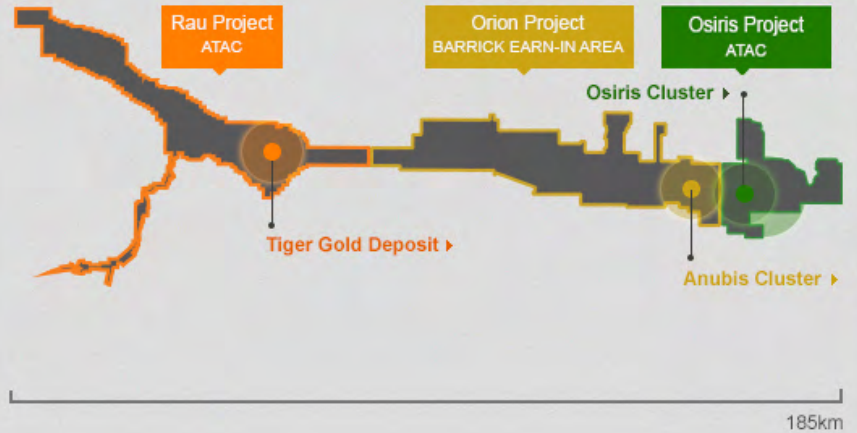 Rau Project
ATAC
Orion Project
BARRICK EARN-IN AREA
Osiris Project
ATAC
Osiris Cluster
Tiger Gold Deposit
Anubis Cluster
185km